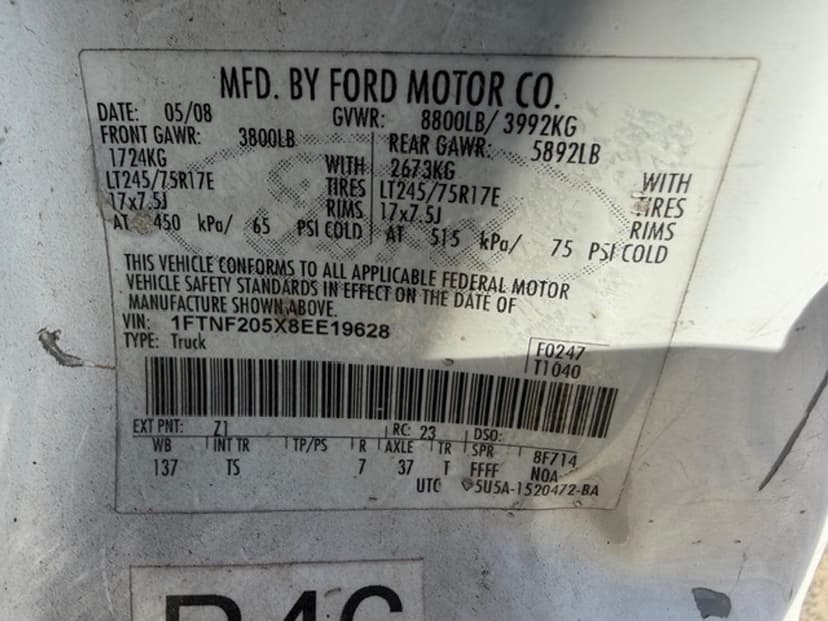 MFD. BY FORD MOTOR CO.
DATE: 05/08 GVWR: 8800LB/ 3992KG
FRONT GAWR: 3800LB REAR GAWR: 5892LB
1724KG WITH 2673KG WITH
LT245/75R17E TIRES LT245/75R17E TIRES
17x7.5J RIMS 17x7.5J RIMS
AT 450 kPa/ 65 PSI COLD AT 515 kPa/ 75 PSI COLD
THIS VEHICLE CONFORMS TO ALL APPLICABLE FEDERAL MOTOR
VEHICLE SAFETY STANDARDS IN EFFECT ON THE DATE OF
MANUFACTURE SHOWN ABOVE.
VIN: 1FTNF205X8EE19628
TYPE: Truck
F0247
T1040
EXT PNT: Z1 RC: 23 DSO:
WB INT TR TP/PS R AXLE TR SPR 8F714
137 TS 7 37 T FFFF NOA
UTC 5U5A-1520472-BA